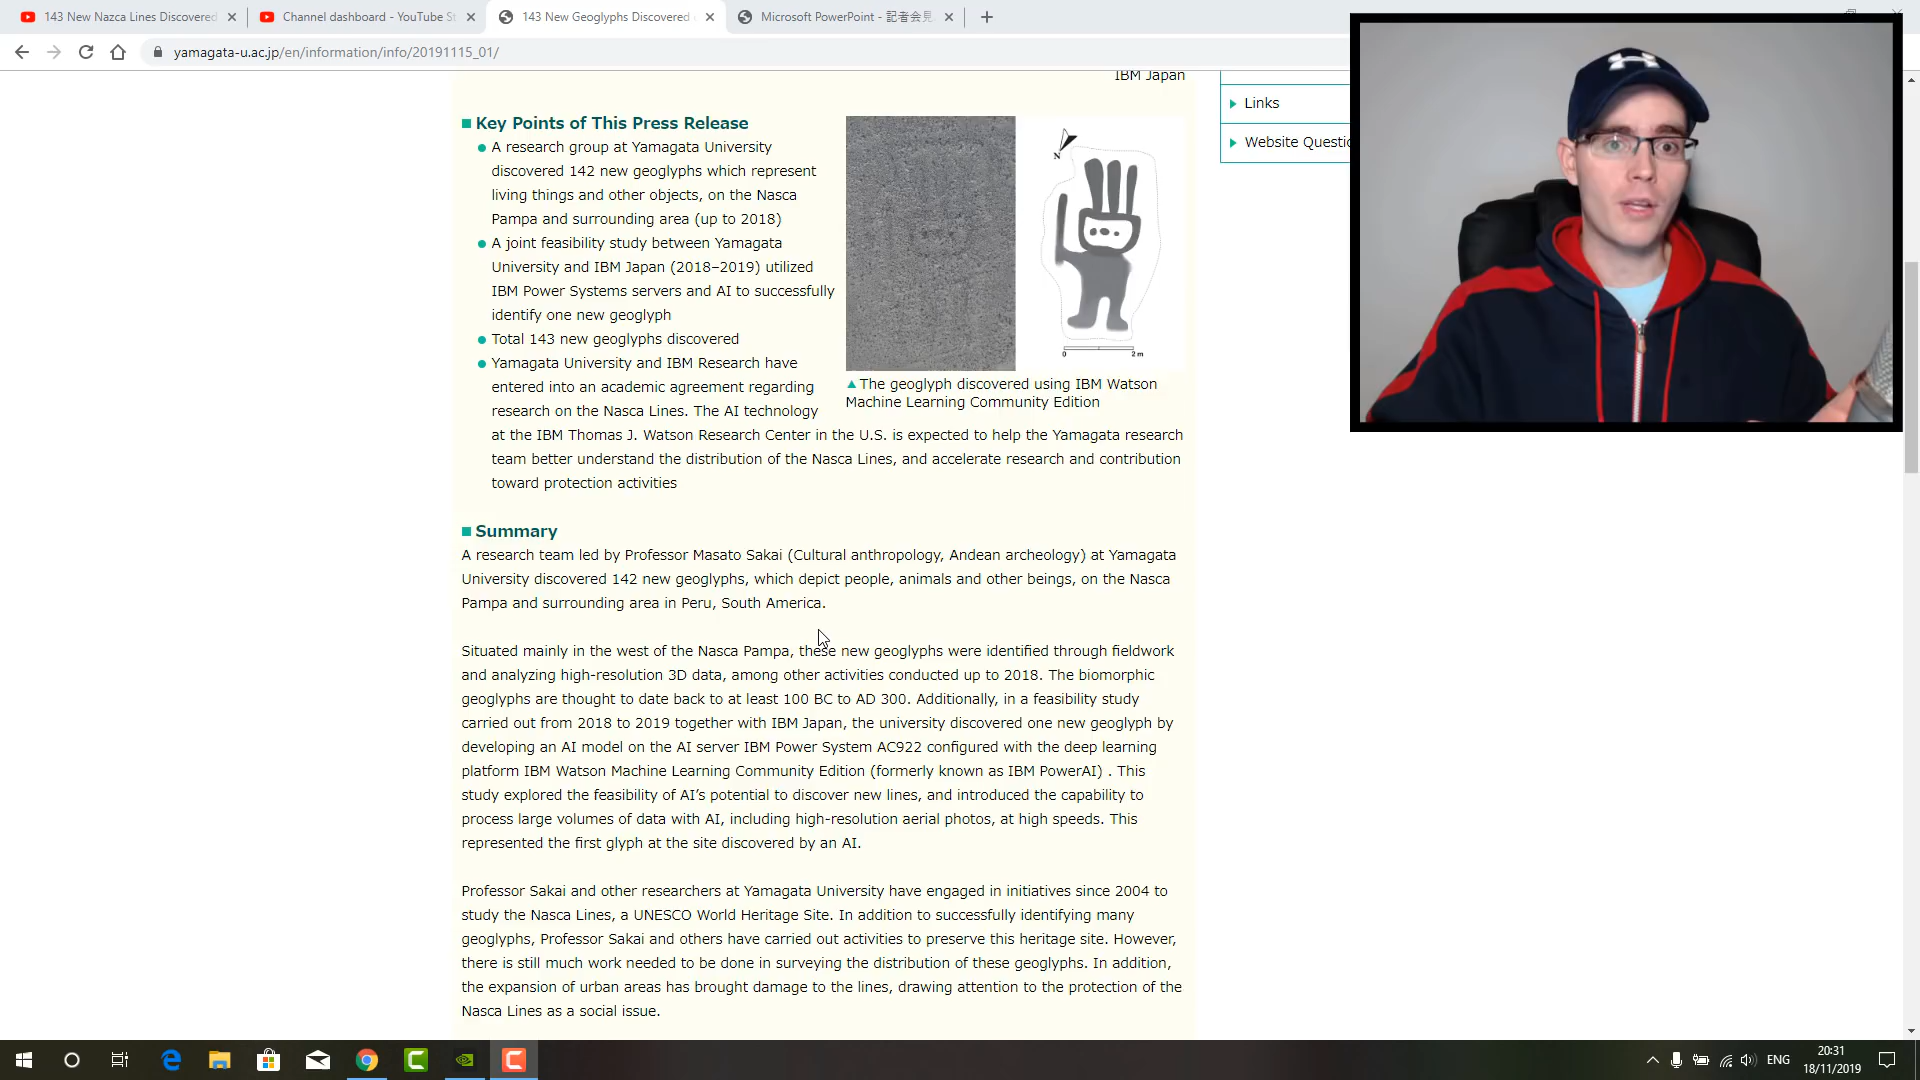 143 New Nazca Lines Discovered
Channel dashboard - YouTube St
143 New Geoglyphs Discovered
Microsoft PowerPoint - 記者会見
yamagata-u.ac.jp/en/information/info/20191115_01/
IBM Japan
Links
Website Questio
Key Points of This Press Release
A research group at Yamagata University
discovered 142 new geoglyphs which represent
living things and other objects, on the Nasca
Pampa and surrounding area (up to 2018)
A joint feasibility study between Yamagata
University and IBM Japan (2018–2019) utilized
IBM Power Systems servers and AI to successfully
identify one new geoglyph
Total 143 new geoglyphs discovered
Yamagata University and IBM Research have
entered into an academic agreement regarding
research on the Nasca Lines. The AI technology
at the IBM Thomas J. Watson Research Center in the U.S. is expected to help the Yamagata research
team better understand the distribution of the Nasca Lines, and accelerate research and contribution
toward protection activities
N
0 2 m
▲The geoglyph discovered using IBM Watson
Machine Learning Community Edition
Summary
A research team led by Professor Masato Sakai (Cultural anthropology, Andean archeology) at Yamagata
University discovered 142 new geoglyphs, which depict people, animals and other beings, on the Nasca
Pampa and surrounding area in Peru, South America.
Situated mainly in the west of the Nasca Pampa, these new geoglyphs were identified through fieldwork
and analyzing high-resolution 3D data, among other activities conducted up to 2018. The biomorphic
geoglyphs are thought to date back to at least 100 BC to AD 300. Additionally, in a feasibility study
carried out from 2018 to 2019 together with IBM Japan, the university discovered one new geoglyph by
developing an AI model on the AI server IBM Power System AC922 configured with the deep learning
platform IBM Watson Machine Learning Community Edition (formerly known as IBM PowerAI) . This
study explored the feasibility of AI’s potential to discover new lines, and introduced the capability to
process large volumes of data with AI, including high-resolution aerial photos, at high speeds. This
represented the first glyph at the site discovered by an AI.
Professor Sakai and other researchers at Yamagata University have engaged in initiatives since 2004 to
study the Nasca Lines, a UNESCO World Heritage Site. In addition to successfully identifying many
geoglyphs, Professor Sakai and others have carried out activities to preserve this heritage site. However,
there is still much work needed to be done in surveying the distribution of these geoglyphs. In addition,
the expansion of urban areas has brought damage to the lines, drawing attention to the protection of the
Nasca Lines as a social issue.
ENG
20:31
18/11/2019